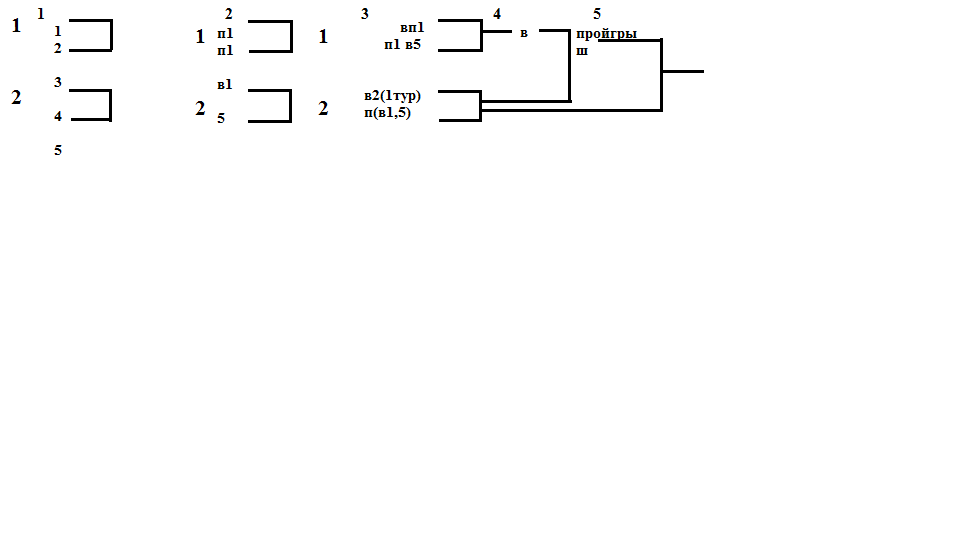 1 2 3 4 5
1 1 1 п1 1 вп1 в пройгры
2 п1 п1 в5 ш
2 3 2 в1 2 в2(1тур)
4 5 п(в1,5)
5